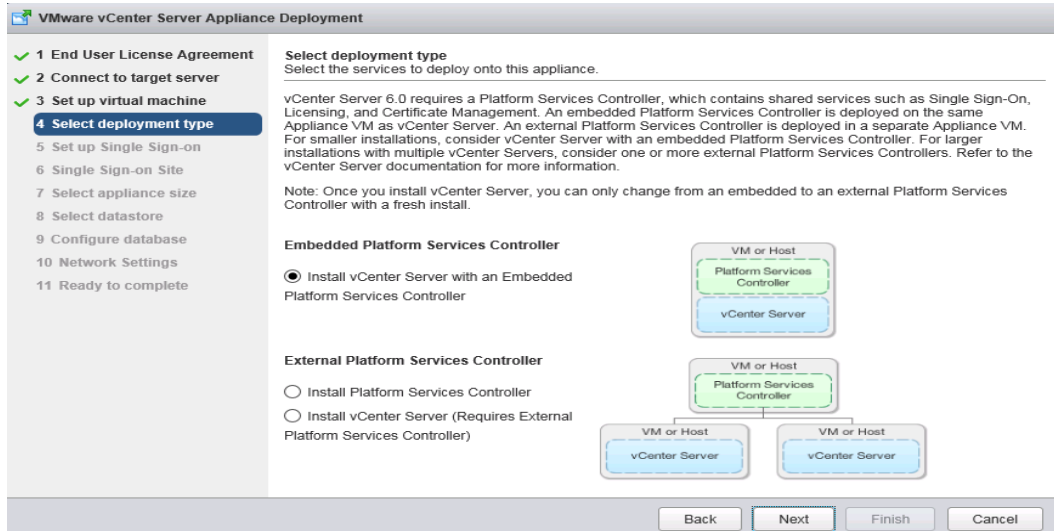 VMware vCenter Server Appliance Deployment
1 End User License Agreement
2 Connect to target server
3 Set up virtual machine
4 Select deployment type
5 Set up Single Sign-on
6 Single Sign-on Site
7 Select appliance size
8 Select datastore
9 Configure database
10 Network Settings
11 Ready to complete
Select deployment type
Select the services to deploy onto this appliance.
vCenter Server 6.0 requires a Platform Services Controller, which contains shared services such as Single Sign-On,
Licensing, and Certificate Management. An embedded Platform Services Controller is deployed on the same
Appliance VM as vCenter Server. An external Platform Services Controller is deployed in a separate Appliance VM.
For smaller installations, consider vCenter Server with an embedded Platform Services Controller. For larger
installations with multiple vCenter Servers, consider one or more external Platform Services Controllers. Refer to the
vCenter Server documentation for more information.
Note: Once you install vCenter Server, you can only change from an embedded to an external Platform Services
Controller with a fresh install.
Embedded Platform Services Controller
Install vCenter Server with an Embedded
Platform Services Controller
VM or Host
Platform Services
Controller
vCenter Server
External Platform Services Controller
Install Platform Services Controller
Install vCenter Server (Requires External
Platform Services Controller)
VM or Host
Platform Services
Controller
VM or Host
vCenter Server
VM or Host
vCenter Server
Back
Next
Finish
Cancel